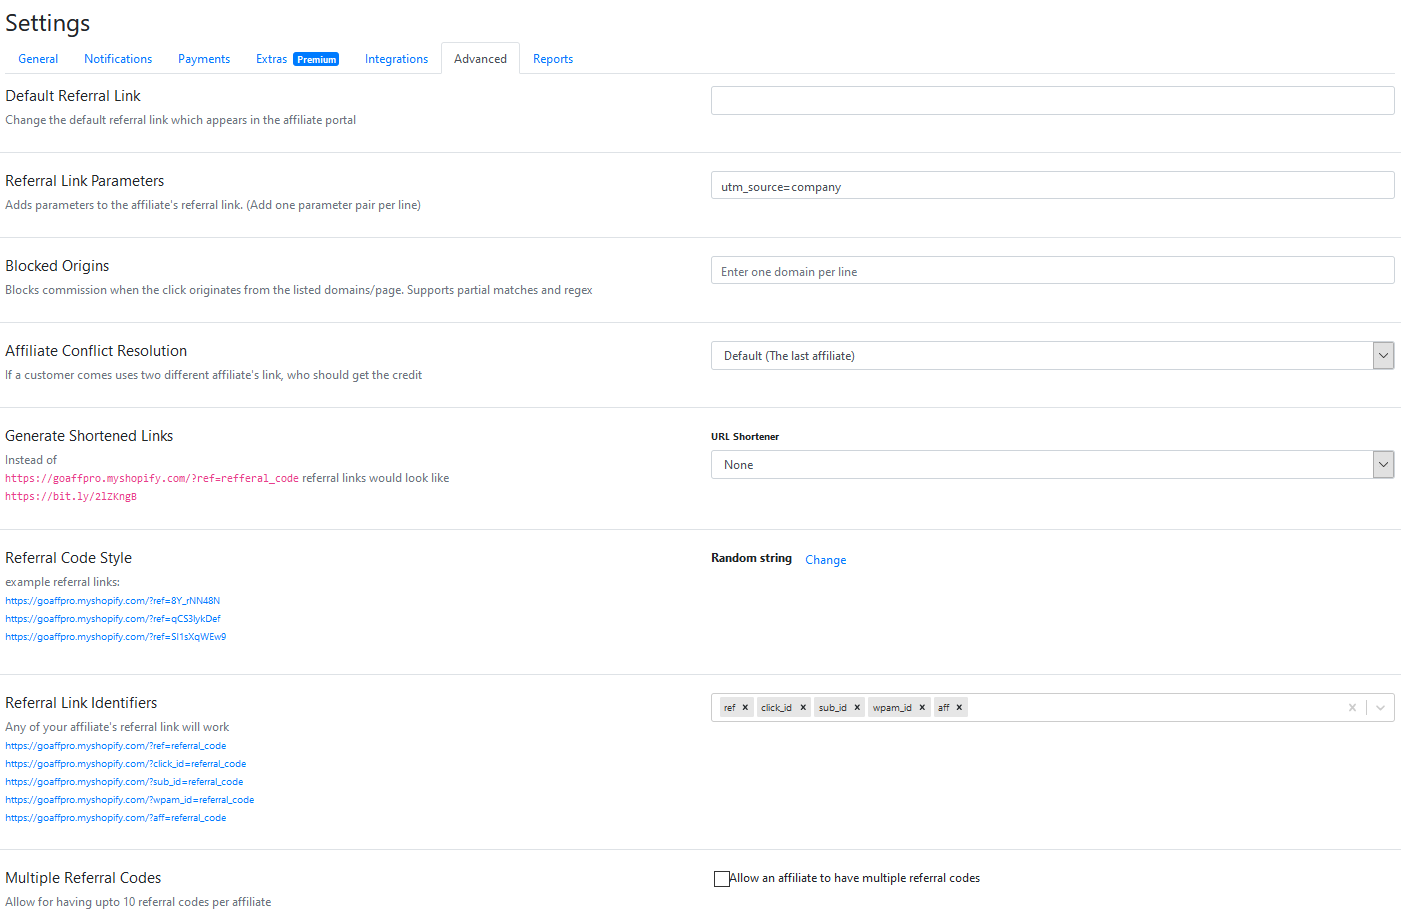 Settings
General Notifications Payments Extras Premium Integrations Advanced Reports
Default Referral Link
Change the default referral link which appears in the affiliate portal
Referral Link Parameters
utm_source=company
Adds parameters to the affiliate's referral link. (Add one parameter pair per line)
Blocked Origins
Enter one domain per line
Blocks commission when the click originates from the listed domains/page. Supports partial matches and regex
Affiliate Conflict Resolution
Default (The last affiliate)
If a customer comes uses two different affiliate's link, who should get the credit
Generate Shortened Links
URL Shortener
Instead of
None
https://goaffpro.myshopify.com/?ref=refferal_code referral links would look like
https://bit.ly/2lZKngB
Referral Code Style
Random string Change
example referral links:
https://goaffpro.myshopify.com/?ref=8Y_rNN48N
https://goaffpro.myshopify.com/?ref=qCS3lykDef
https://goaffpro.myshopify.com/?ref=SI1sXqWEw9
Referral Link Identifiers
ref x click_id x sub_id x wpam_id x aff x
Any of your affiliate's referral link will work
https://goaffpro.myshopify.com/?ref=referral_code
https://goaffpro.myshopify.com/?click_id=referral_code
https://goaffpro.myshopify.com/?sub_id=referral_code
https://goaffpro.myshopify.com/?wpam_id=referral_code
https://goaffpro.myshopify.com/?aff=referral_code
Multiple Referral Codes
Allow an affiliate to have multiple referral codes
Allow for having upto 10 referral codes per affiliate